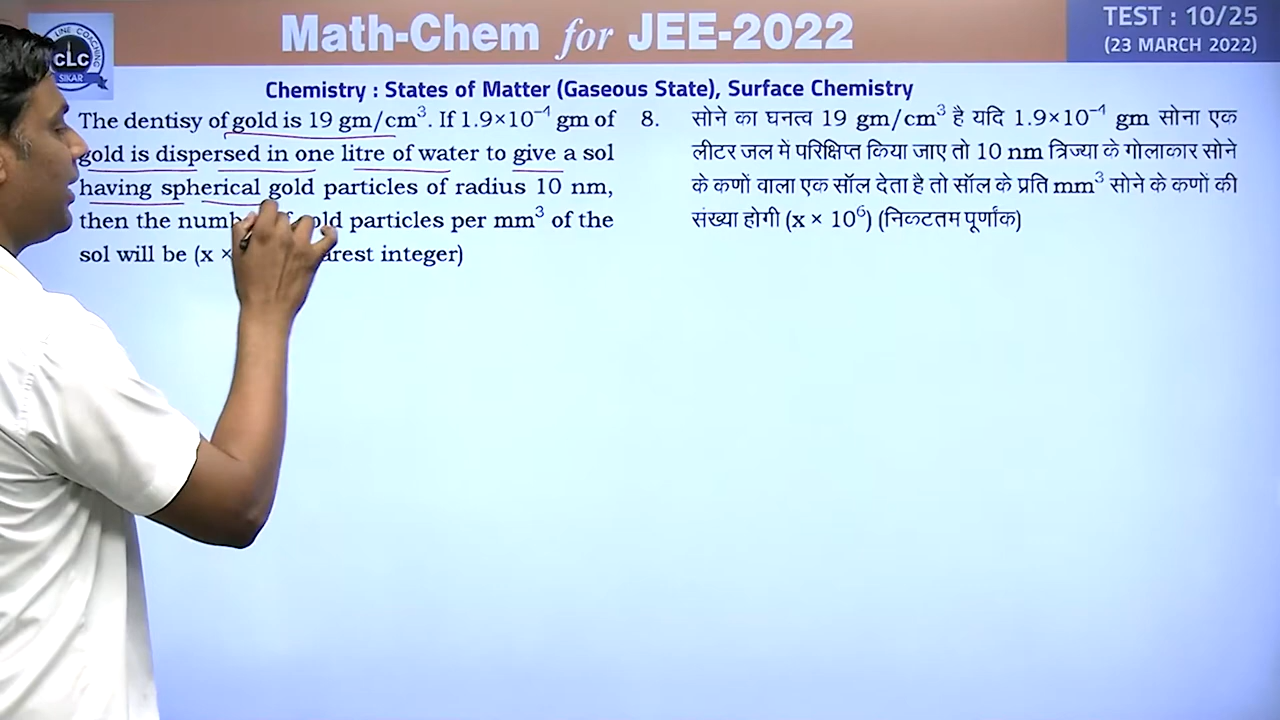 Math-Chem for JEE-2022
TEST : 10/25
(23 MARCH 2022)
LINE COACHING
CLC
SIKAR
Chemistry : States of Matter (Gaseous State), Surface Chemistry
The dentisy of gold is 19 gm/cm³. If 1.9×10⁻⁴ gm of
gold is dispersed in one litre of water to give a sol
having spherical gold particles of radius 10 nm,
then the particles per mm³ of the
sol will be (x × integer)
8.
सोने का घनत्व 19 gm/cm³ है यदि 1.9×10⁻⁴ gm सोना एक
लीटर जल में परिक्षिप्त किया जाए तो 10 nm त्रिज्या के गोलाकार सोने
के कणों वाला एक सॉल देता है तो सॉल के प्रति mm³ सोने के कणों की
संख्या होगी (x × 10⁶) (निकटतम पूर्णांक)